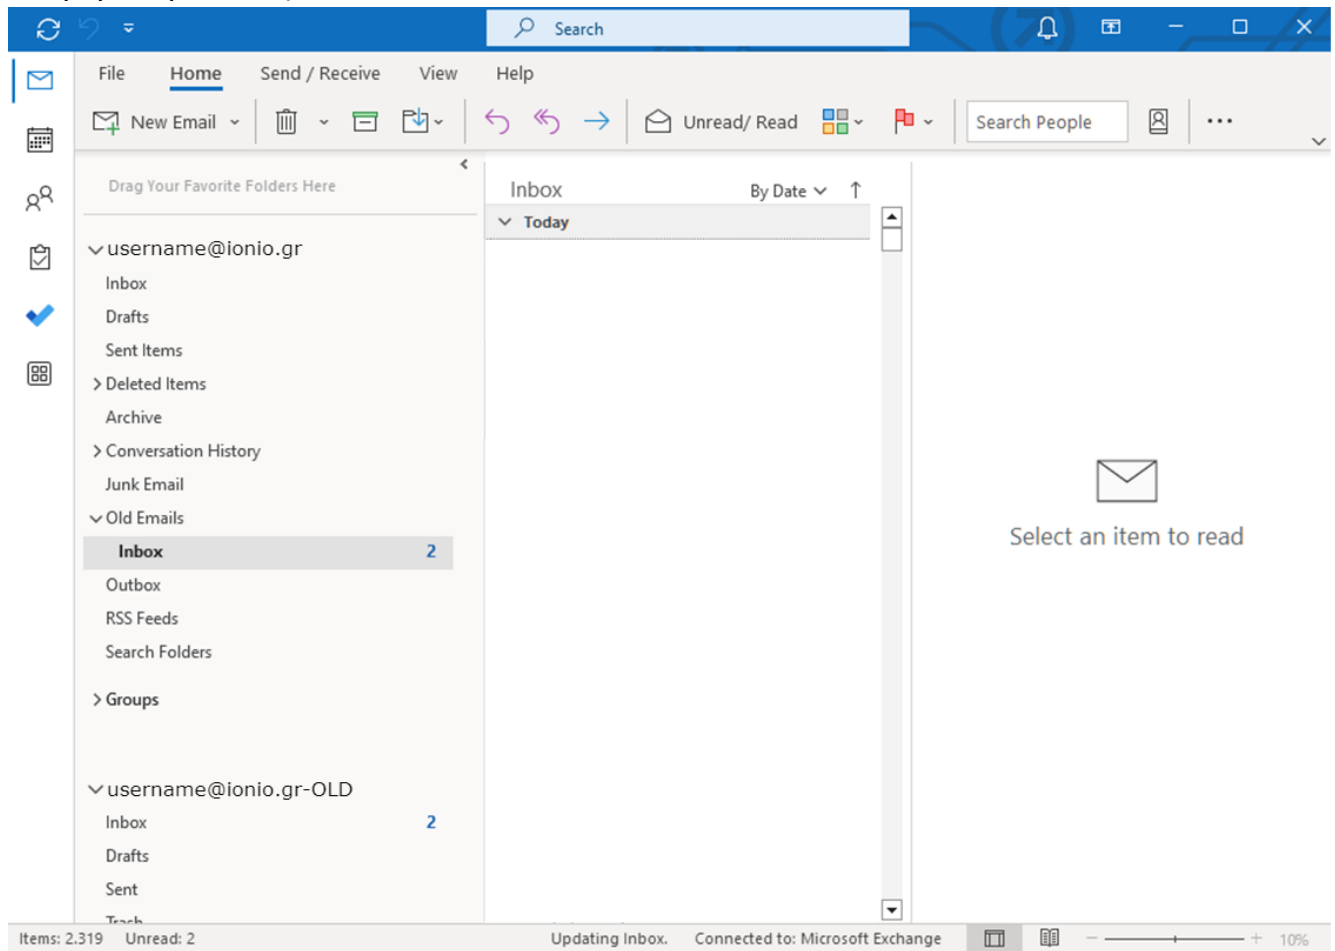 Search
File Home Send / Receive View Help
New Email Unread/ Read Search People
Drag Your Favorite Folders Here
username@ionio.gr
Inbox
Drafts
Sent Items
Deleted Items
Archive
Conversation History
Junk Email
Old Emails
Inbox 2
Outbox
RSS Feeds
Search Folders
Groups
username@ionio.gr-OLD
Inbox 2
Drafts
Sent
Trash
Inbox By Date
Today
Select an item to read
Items: 2.319 Unread: 2 Updating Inbox. Connected to: Microsoft Exchange 10%